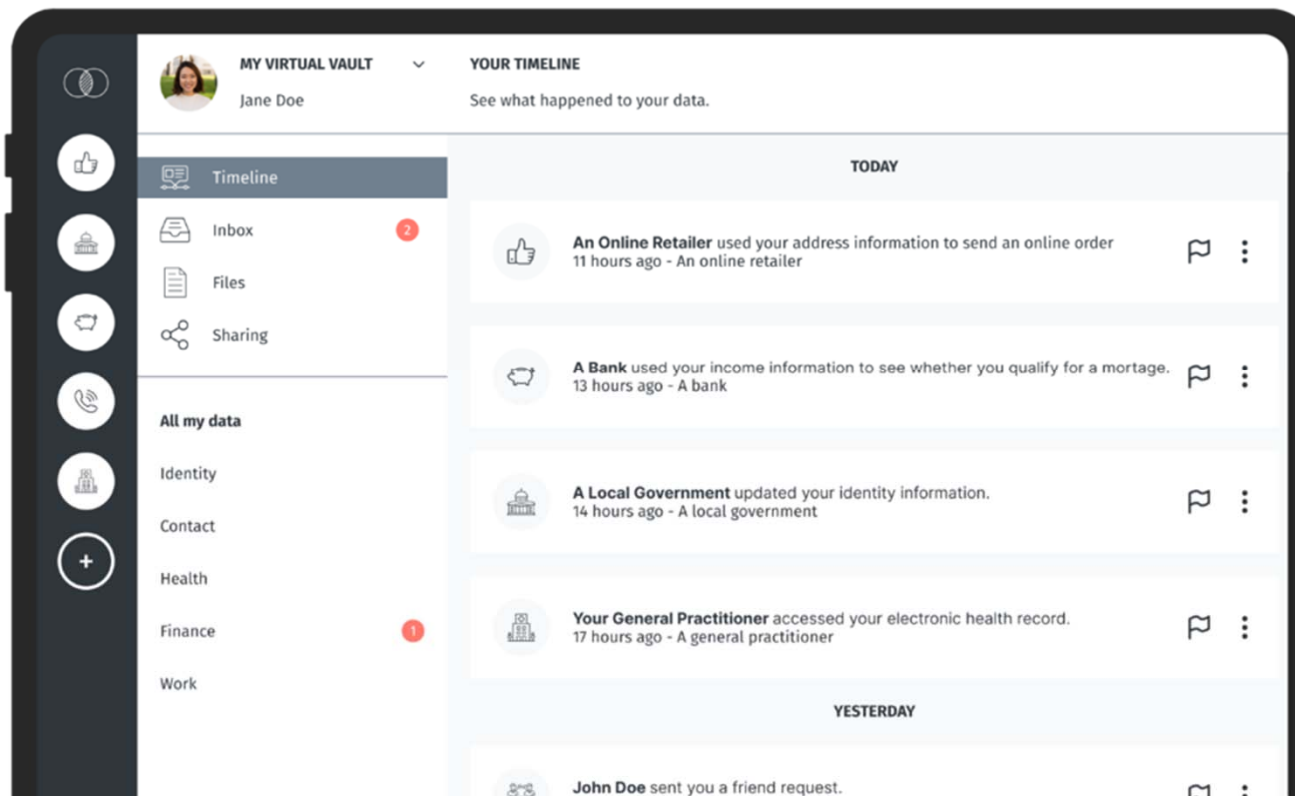 MY VIRTUAL VAULT
Jane Doe
YOUR TIMELINE
See what happened to your data.
Timeline
Inbox 2
Files
Sharing
All my data
Identity
Contact
Health
Finance 1
Work
TODAY
An Online Retailer used your address information to send an online order
11 hours ago - An online retailer
A Bank used your income information to see whether you qualify for a mortage.
13 hours ago - A bank
A Local Government updated your identity information.
14 hours ago - A local government
Your General Practitioner accessed your electronic health record.
17 hours ago - A general practitioner
YESTERDAY
John Doe sent you a friend request.